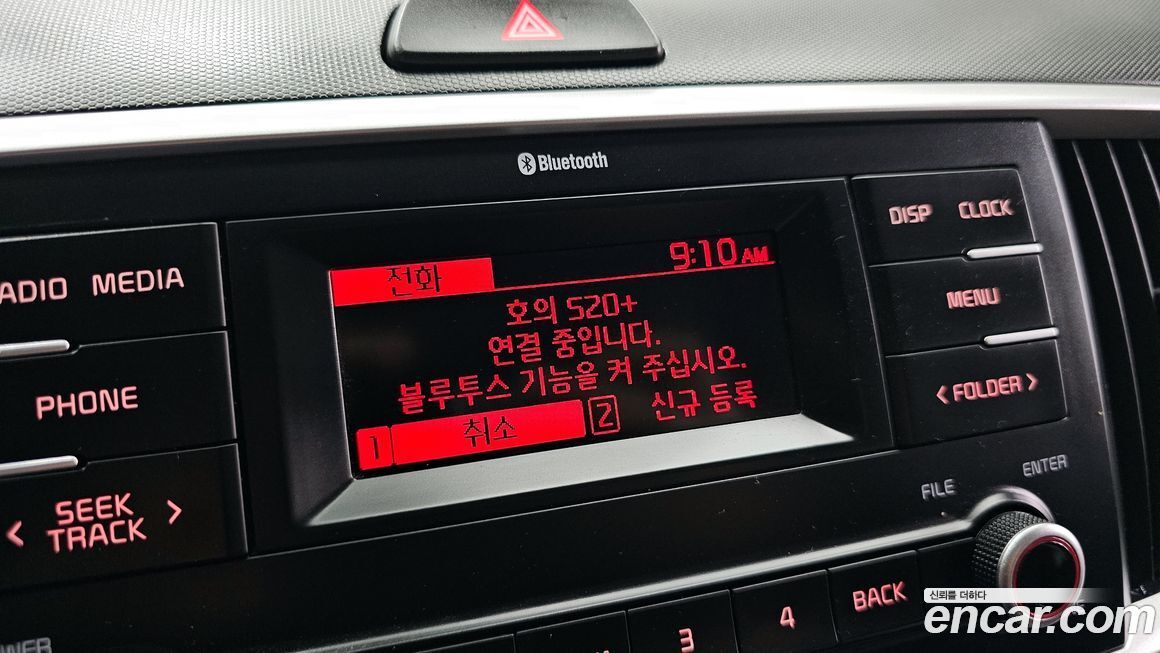 Bluetooth
DISP CLOCK
MEDIA
9:10 AM
전화
호의 S20+
연결 중입니다.
블루투스 기능을 켜 주십시오.
1 취소 2 신규 등록
MENU
PHONE
< FOLDER >
< SEEK
TRACK >
FILE
ENTER
3
4
BACK
신뢰를 더하다
encar.com